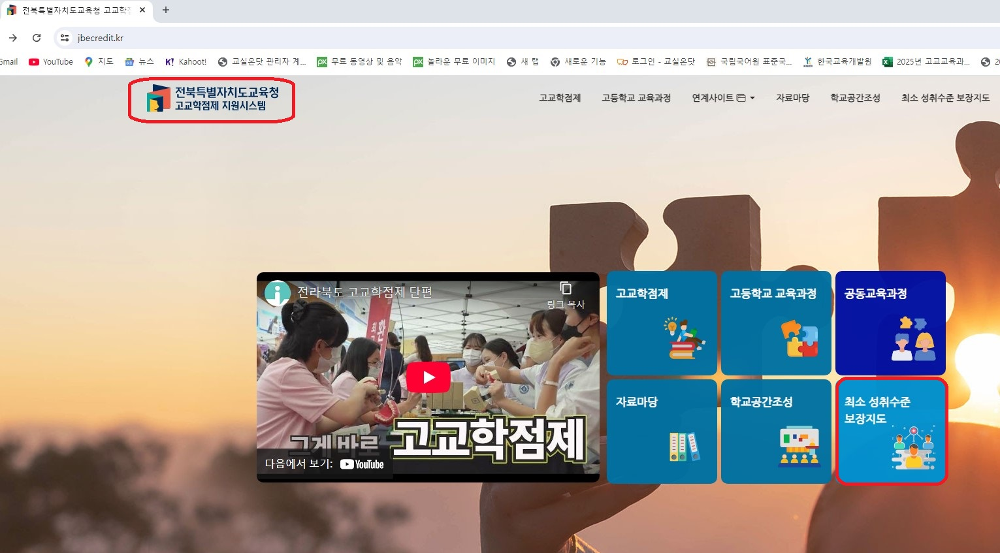 전북특별자치도교육청 고교학
jbecredit.kr
Gmail
YouTube
지도
뉴스
Kahoot!
교실온닷 관리자 계...
무료 동영상 및 음악
놀라운 무료 이미지
새 탭
새로운 기능
로그인 - 교실온닷
국립국어원 표준국...
한국교육개발원
2025년 고교교육과...
전북특별자치도교육청
고교학점제 지원시스템
고교학점제
고등학교 교육과정
연계사이트
자료마당
학교공간조성
최소 성취수준 보장지도
전라북도 고교학점제 단편
링크 복사
그게 바로 고교학점제
다음에서 보기: YouTube
고교학점제
고등학교 교육과정
공동교육과정
자료마당
학교공간조성
최소 성취수준
보장지도